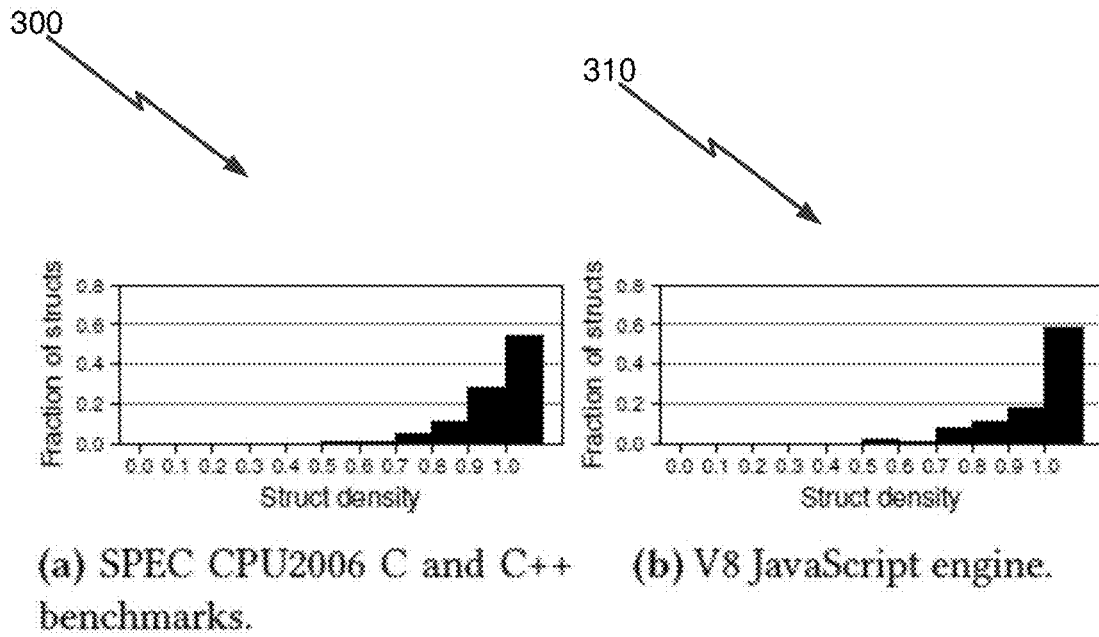 300
310
Fraction of structs
0.8
0.6
0.4
0.2
0.0
0.0 0.1 0.2 0.3 0.4 0.5 0.6 0.7 0.8 0.9 1.0
Struct density
Fraction of structs
0.8
0.6
0.4
0.2
0.0
0.0 0.1 0.2 0.3 0.4 0.5 0.6 0.7 0.8 0.9 1.0
Struct density
(a) SPEC CPU2006 C and C++
benchmarks.
(b) V8 JavaScript engine.